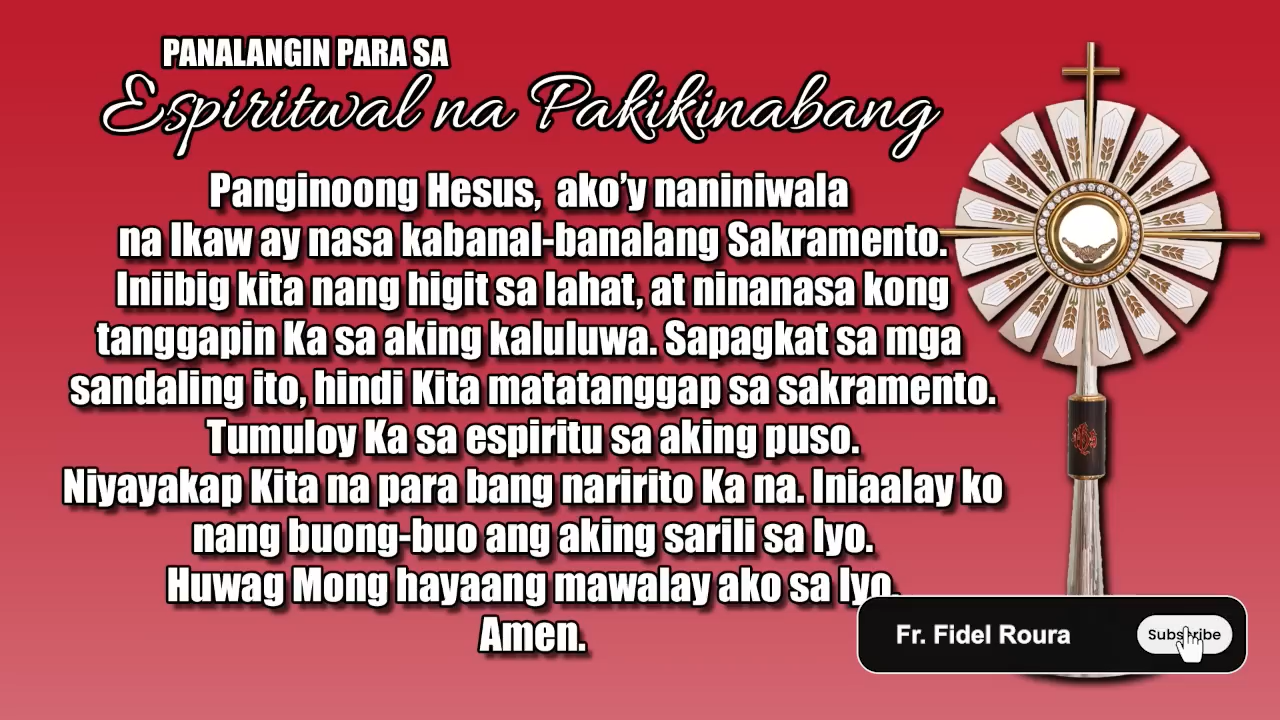 PANALANGIN PARA SA
Espiritwal na Pakikinabang
Panginoong Hesus, ako’y naniniwala
na Ikaw ay nasa kabanal-banalang Sakramento.
Iniibig kita nang higit sa lahat, at ninanasa kong
tanggapin Ka sa aking kaluluwa. Sapagkat sa mga
sandaling ito, hindi Kita matatanggap sa sakramento.
Tumuloy Ka sa espiritu sa aking puso.
Niyayakap Kita na para bang naririto Ka na. Iniaalay ko
nang buong-buo ang aking sarili sa Iyo.
Huwag Mong hayaang mawalay ako sa Iyo.
Amen.
Fr. Fidel Roura
Subscribe